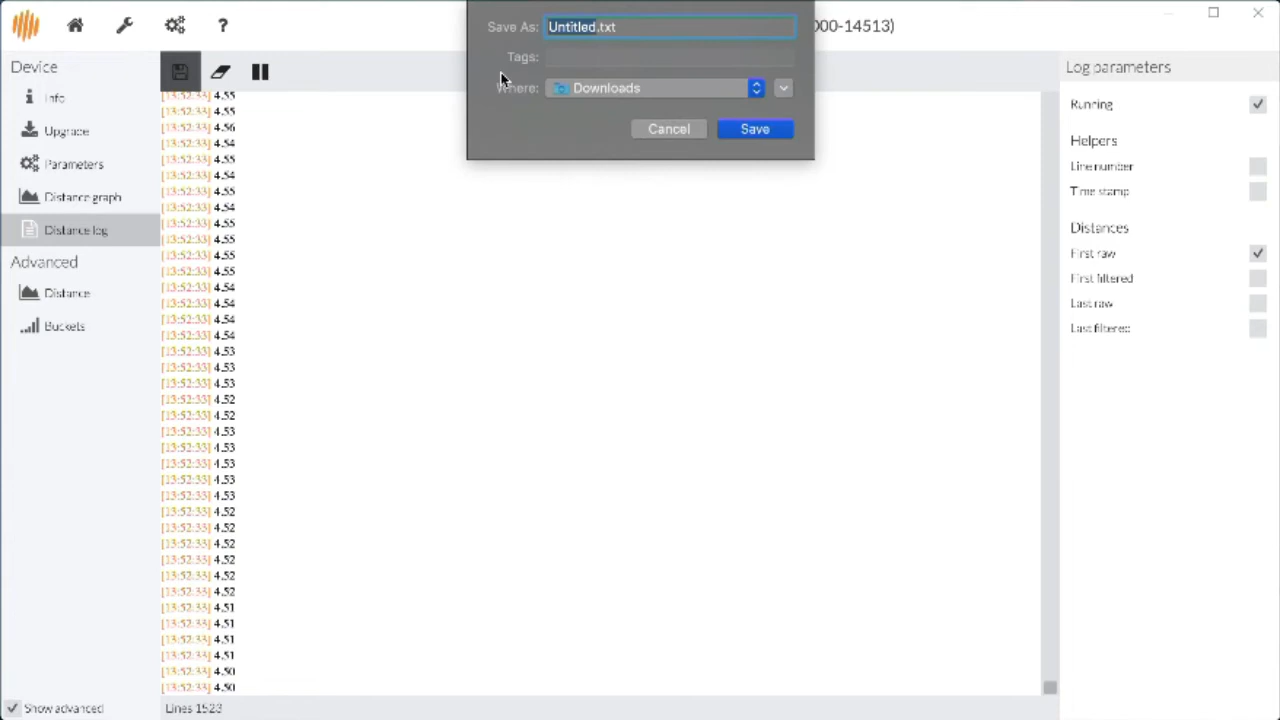 Save As: Untitled.txt
000-14513)
Tags:
Where: Downloads
Cancel Save
Device
Info
Upgrade
Parameters
Distance graph
Distance log
Advanced
Distance
Buckets
Show advanced
[13:52:33] 4.55
[13:52:33] 4.55
[13:52:33] 4.56
[13:52:33] 4.54
[13:52:33] 4.55
[13:52:33] 4.54
[13:52:33] 4.55
[13:52:33] 4.54
[13:52:33] 4.55
[13:52:33] 4.55
[13:52:33] 4.55
[13:52:33] 4.55
[13:52:33] 4.54
[13:52:33] 4.54
[13:52:33] 4.54
[13:52:33] 4.54
[13:52:33] 4.53
[13:52:33] 4.53
[13:52:33] 4.53
[13:52:33] 4.52
[13:52:33] 4.52
[13:52:33] 4.53
[13:52:33] 4.53
[13:52:33] 4.53
[13:52:33] 4.53
[13:52:33] 4.53
[13:52:33] 4.52
[13:52:33] 4.52
[13:52:33] 4.52
[13:52:33] 4.52
[13:52:33] 4.52
[13:52:33] 4.52
[13:52:33] 4.51
[13:52:33] 4.51
[13:52:33] 4.51
[13:52:33] 4.51
[13:52:33] 4.50
[13:52:33] 4.50
Lines 1523
Log parameters
Running
Helpers
Line number
Time stamp
Distances
First raw
First filtered
Last raw
Last filtered